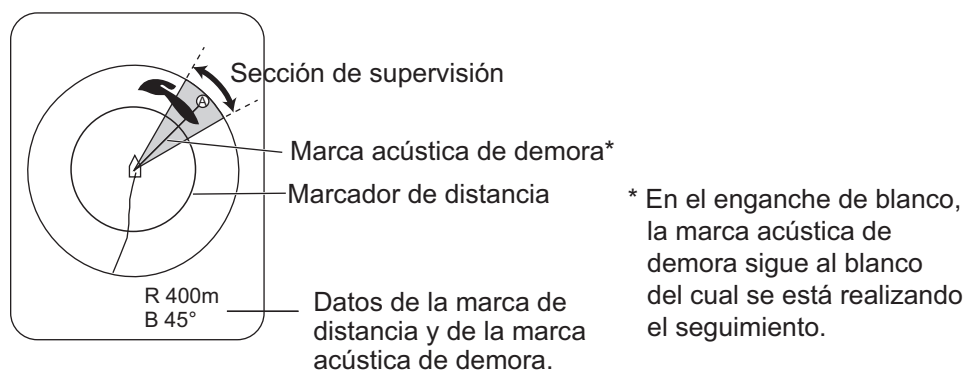 Sección de supervisión
A
Marca acústica de demora*
Marcador de distancia
R 400m
B 45°
Datos de la marca de
distancia y de la marca
acústica de demora.
* En el enganche de blanco,
la marca acústica de
demora sigue al blanco
del cual se está realizando
el seguimiento.